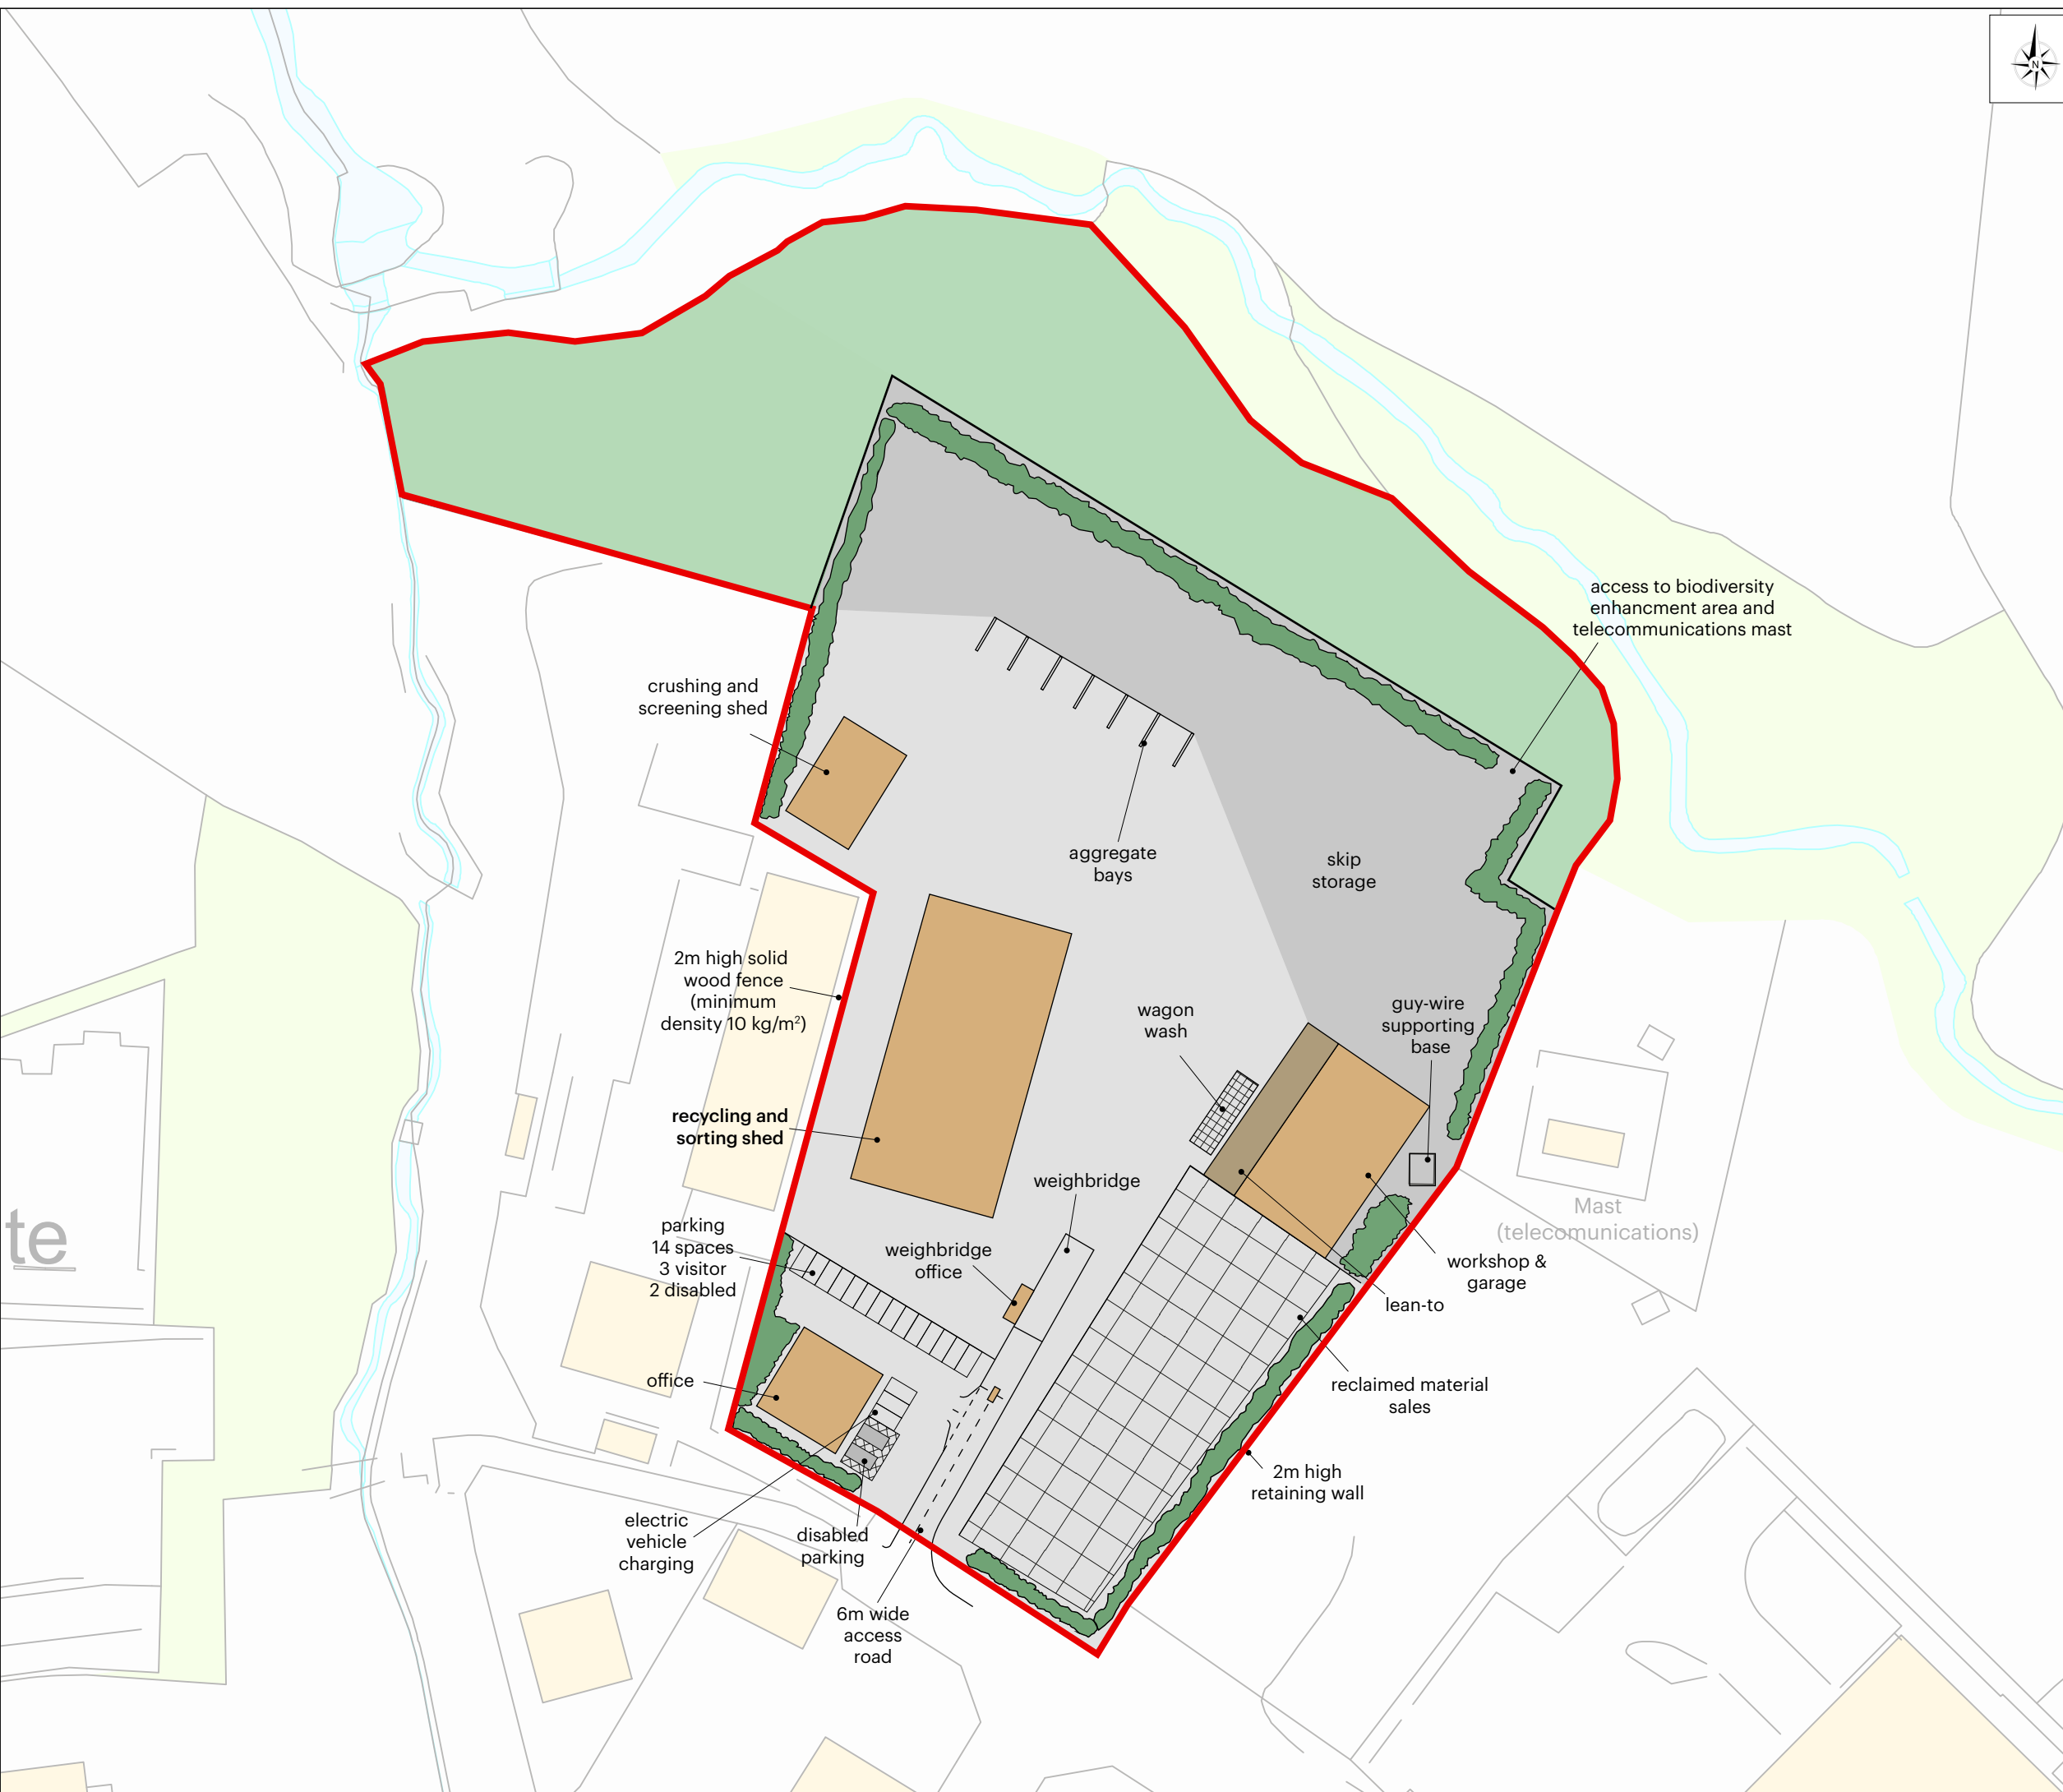 N
access to biodiversity
enhancment area and
telecommunications mast
crushing and
screening shed
aggregate
bays
skip
storage
2m high solid
wood fence
(minimum
density 10 kg/m²)
wagon
wash
guy-wire
supporting
base
recycling and
sorting shed
weighbridge
Mast
(telecomunications)
te
parking
14 spaces
3 visitor
2 disabled
weighbridge
office
workshop &
garage
lean-to
office
reclaimed material
sales
2m high
retaining wall
electric
vehicle
charging
disabled
parking
6m wide
access
road